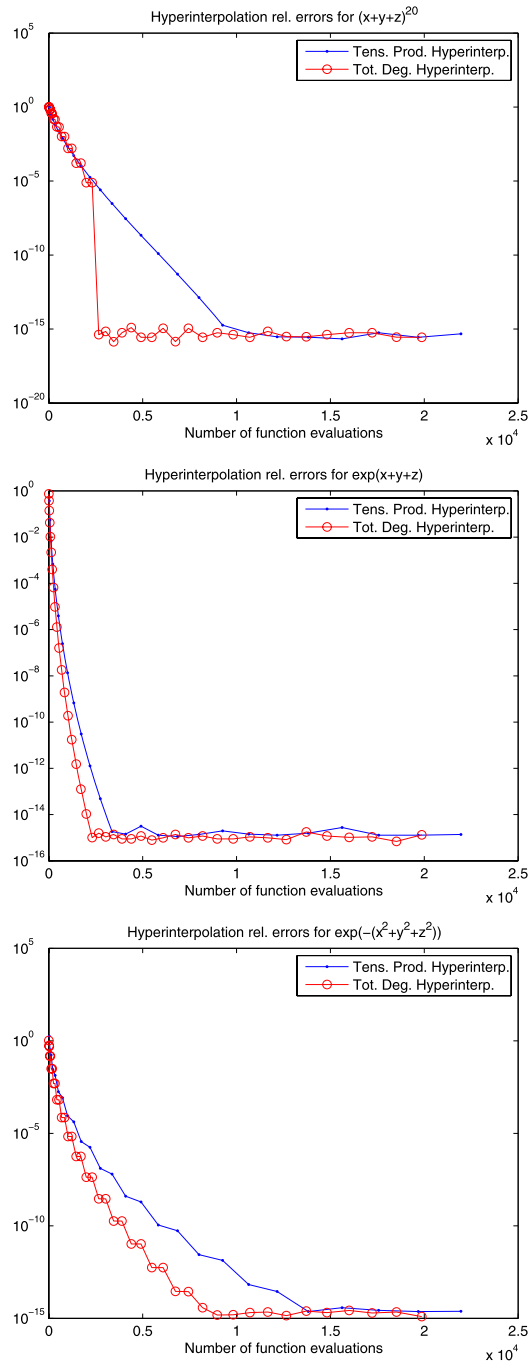 Hyperinterpolation rel. errors for (x+y+z)^20
10^5
Tens. Prod. Hyperinterp.
Tot. Deg. Hyperinterp.
10^0
10^−5
10^−10
10^−15
10^−20
0 0.5 1 1.5 2 2.5
Number of function evaluations
x 10^4
Hyperinterpolation rel. errors for exp(x+y+z)
10^0
Tens. Prod. Hyperinterp.
Tot. Deg. Hyperinterp.
10^−2
10^−4
10^−6
10^−8
10^−10
10^−12
10^−14
10^−16
0 0.5 1 1.5 2 2.5
Number of function evaluations
x 10^4
Hyperinterpolation rel. errors for exp(−(x^2+y^2+z^2))
10^5
Tens. Prod. Hyperinterp.
Tot. Deg. Hyperinterp.
10^0
10^−5
10^−10
10^−15
0 0.5 1 1.5 2 2.5
Number of function evaluations
x 10^4